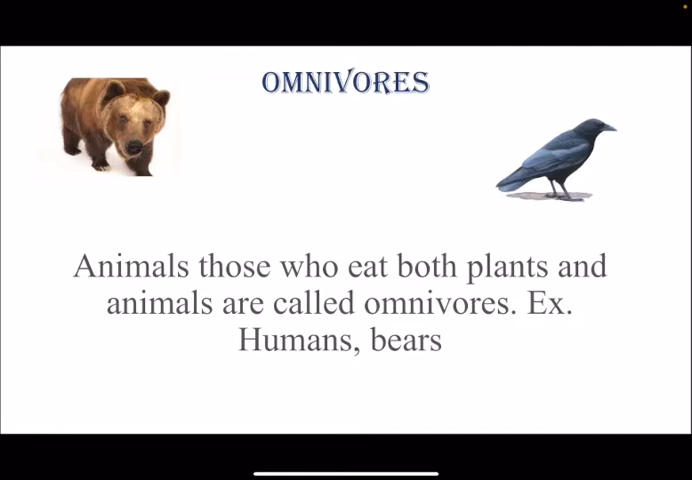 OMNIVORES
Animals those who eat both plants and
animals are called omnivores. Ex.
Humans, bears